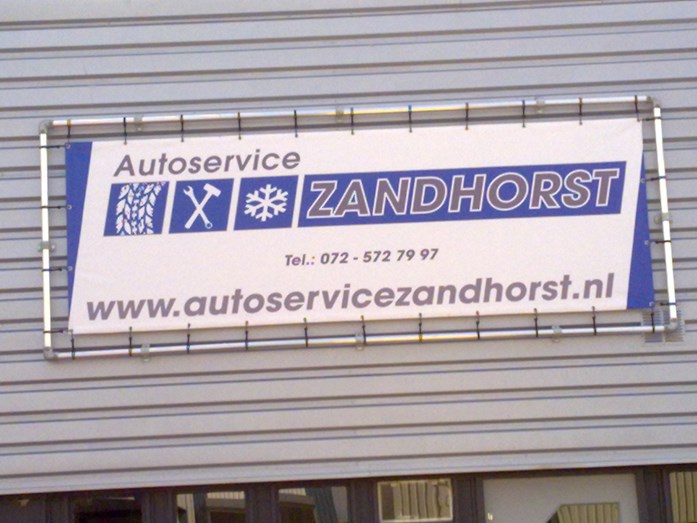 Autoservice
ZANDHORST
Tel.: 072 - 572 79 97
www.autoservicezandhorst.nl